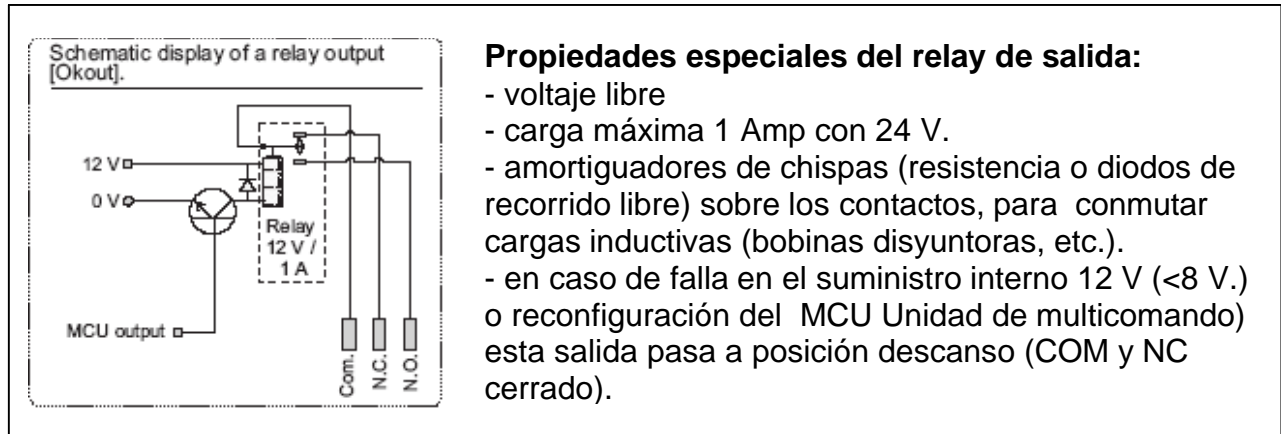 Schematic display of a relay output
[Okout].
12 V
0 V
Relay
12 V /
1 A
MCU output
Com.
N.C.
N.O.
Propiedades especiales del relay de salida:
- voltaje libre
- carga máxima 1 Amp con 24 V.
- amortiguadores de chispas (resistencia o diodos de
recorrido libre) sobre los contactos, para conmutar
cargas inductivas (bobinas disyuntoras, etc.).
- en caso de falla en el suministro interno 12 V (<8 V.)
o reconfiguración del MCU Unidad de multicomando)
esta salida pasa a posición descanso (COM y NC
cerrado).